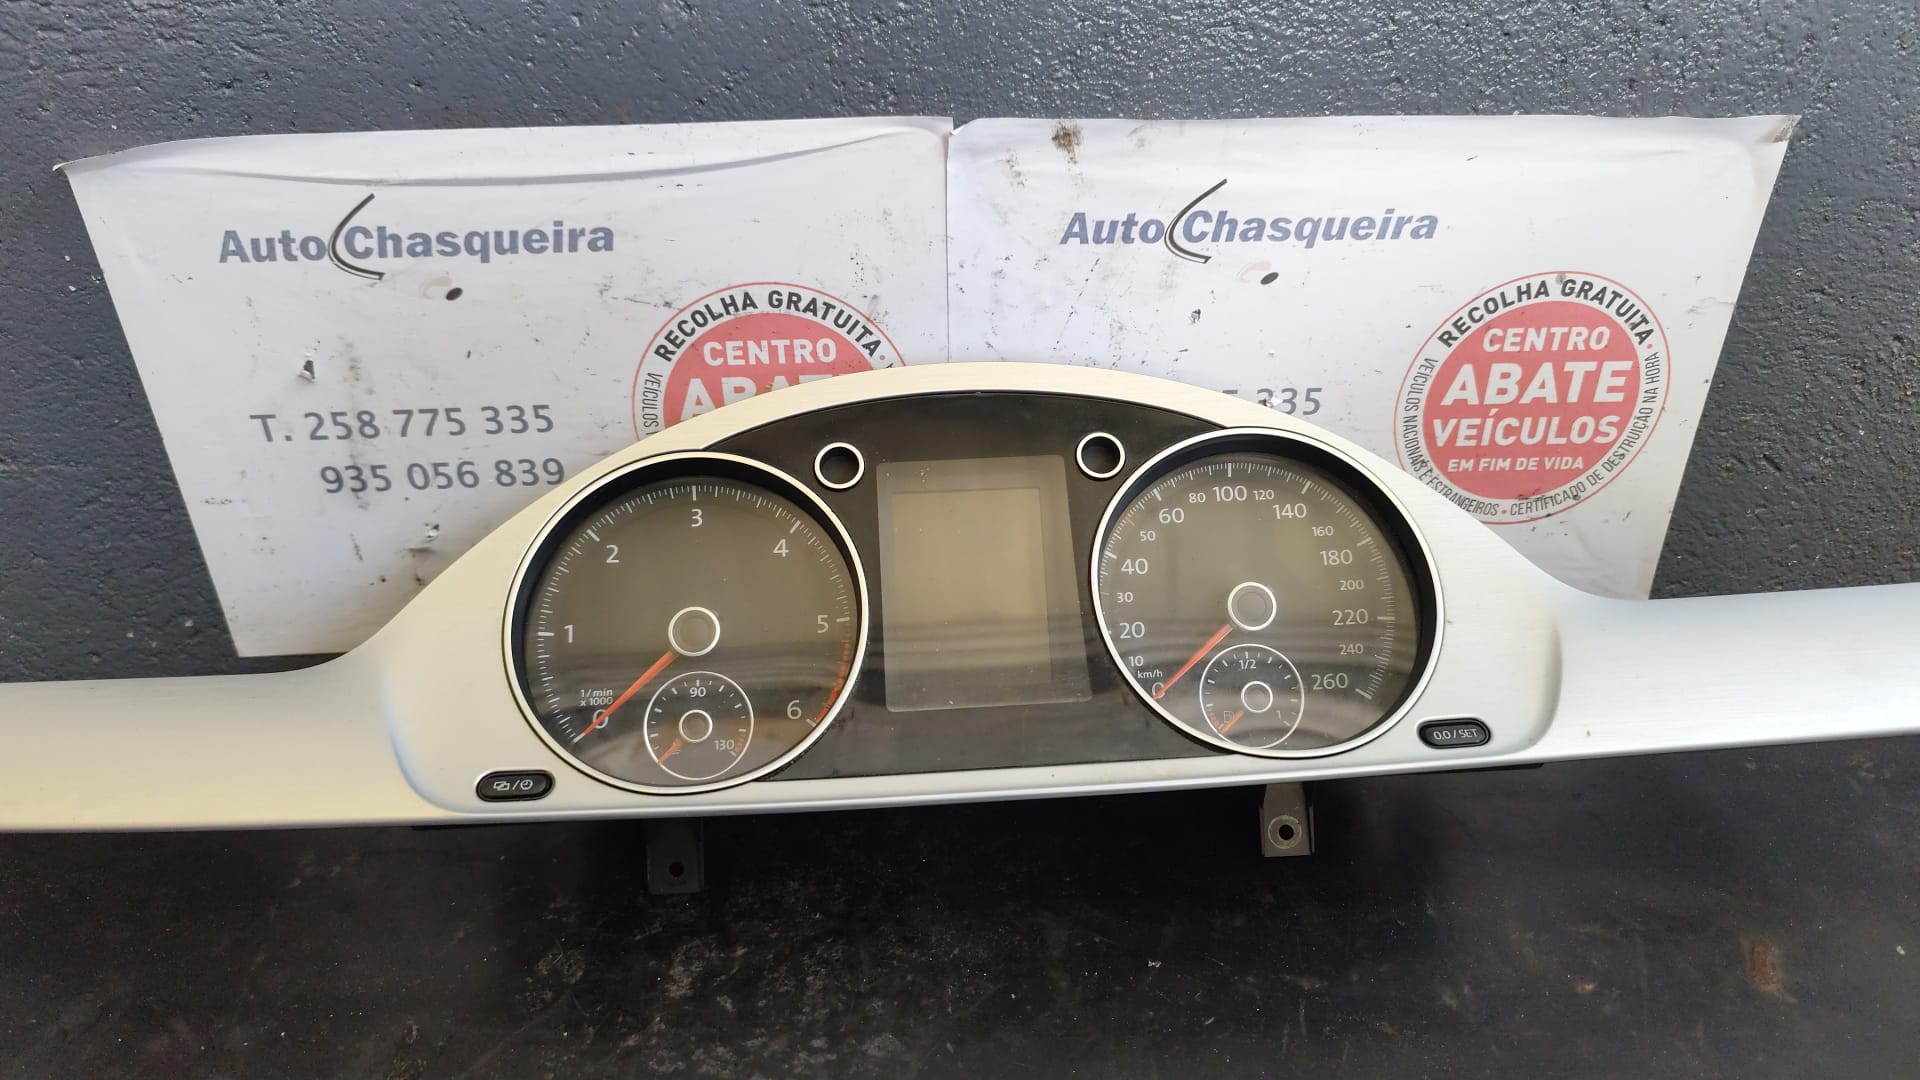 Auto Chasqueira
T. 258 775 335
935 056 839
RECOLHA GRATUITA
VEÍCULOS
CENTRO
Auto Chasqueira
335
RECOLHA GRATUITA
CENTRO
ABATE
VEÍCULOS
EM FIM DE VIDA
VEÍCULOS NACIONAIS E ESTRANGEIROS · CERTIFICADO DE DESTRUIÇÃO NA HORA
0
1
2
3
4
5
6
1/min
x 1000
90
130
0
10
20
30
40
50
60
80
100
120
140
160
180
200
220
240
260
km/h
1/2
1
0.0 / SET